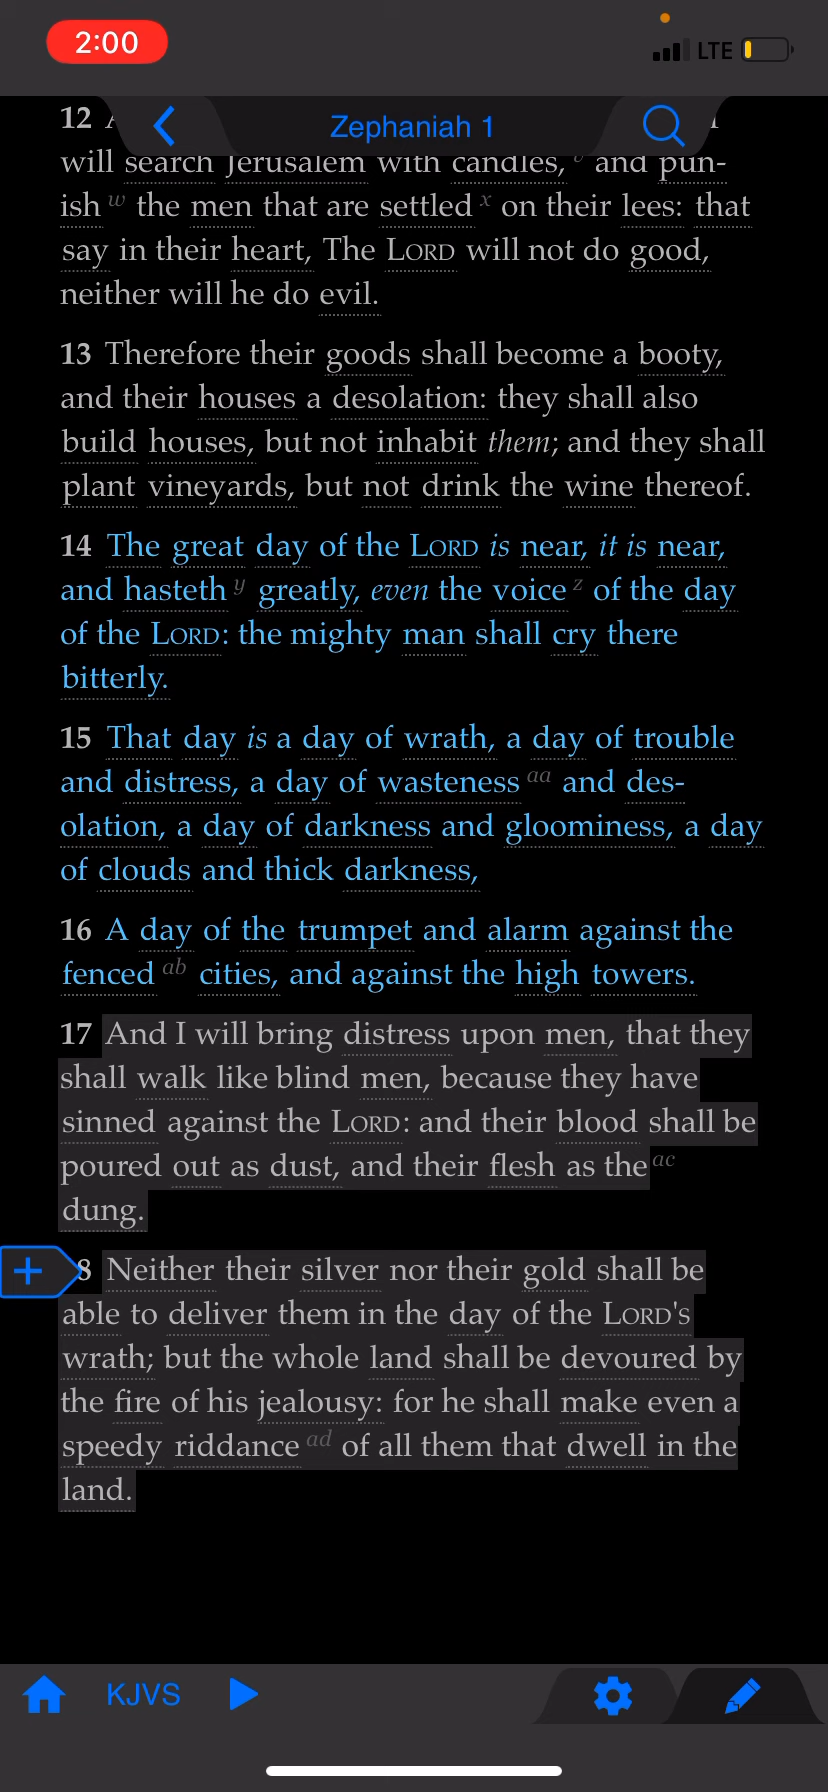 2:00
LTE
Zephaniah 1
12
will search Jerusalem with candles, and pun-
ish w the men that are settled x on their lees: that
say in their heart, The LORD will not do good,
neither will he do evil.
13 Therefore their goods shall become a booty,
and their houses a desolation: they shall also
build houses, but not inhabit them; and they shall
plant vineyards, but not drink the wine thereof.
14 The great day of the LORD is near, it is near,
and hasteth y greatly, even the voice z of the day
of the LORD: the mighty man shall cry there
bitterly.
15 That day is a day of wrath, a day of trouble
and distress, a day of wasteness aa and des-
olation, a day of darkness and gloominess, a day
of clouds and thick darkness,
16 A day of the trumpet and alarm against the
fenced ab cities, and against the high towers.
17 And I will bring distress upon men, that they
shall walk like blind men, because they have
sinned against the LORD: and their blood shall be
poured out as dust, and their flesh as the ac
dung.
8 Neither their silver nor their gold shall be
able to deliver them in the day of the LORD'S
wrath; but the whole land shall be devoured by
the fire of his jealousy: for he shall make even a
speedy riddance ad of all them that dwell in the
land.
KJVS